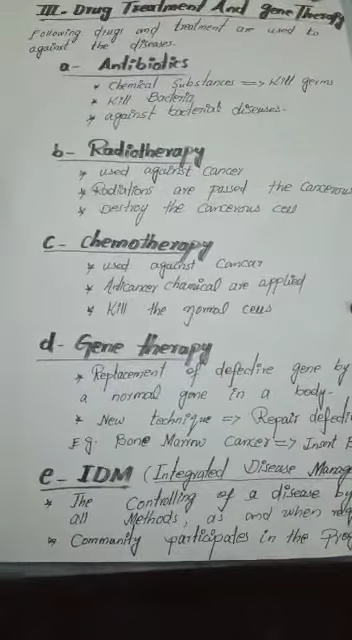 III- Drug Treatment And gene Therapy
Following drugs and treatment are used to
against the diseases.
a- Antibiotics
* Chemical Substances => Kill germs
* Kill Bacteria
* against bacterial diseases.
b- Radiotherapy
* used against cancer
* Radiations are passed the Cancerous
* Destroy the cancerous cell
C- Chemotherapy
* used against Cancer
* Anticancer chemical are applied
* Kill the normal cells
d- Gene therapy
* Replacement of defective gene by
a normal gene in a body.
* New technique => Repair defecti
E.g. Bone Marrow Cancer => Insert
e- IDM (Integrated Disease Manag
* The Controlling of a disease by
all Methods, as and when req
* Community participates in the Pro